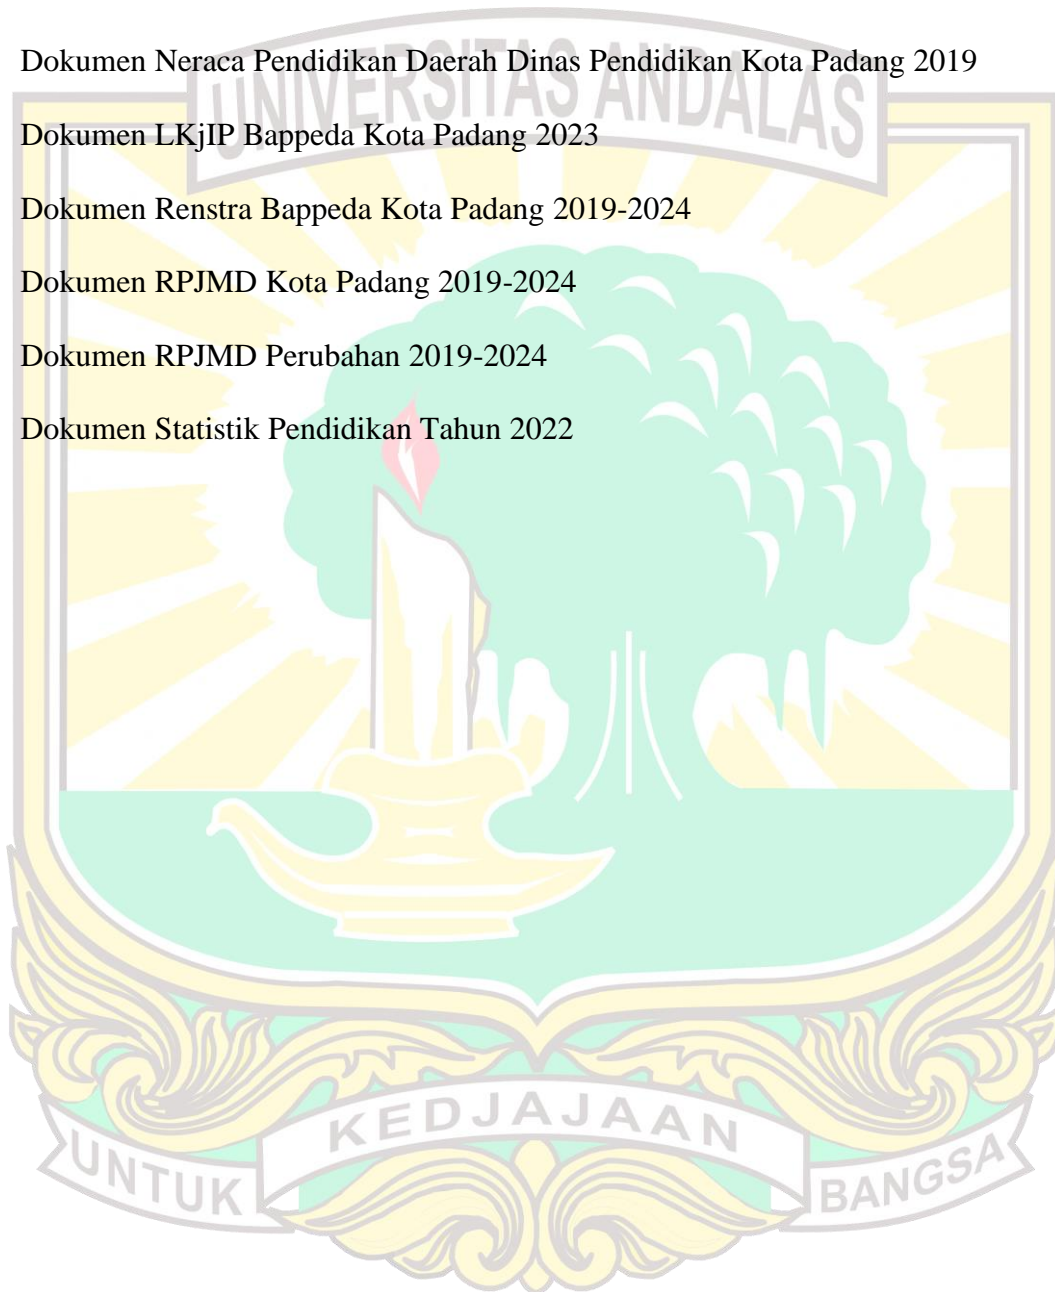 UNIVERSITAS ANDALAS
Dokumen Neraca Pendidikan Daerah Dinas Pendidikan Kota Padang 2019
Dokumen LKjIP Bappeda Kota Padang 2023
Dokumen Renstra Bappeda Kota Padang 2019-2024
Dokumen RPJMD Kota Padang 2019-2024
Dokumen RPJMD Perubahan 2019-2024
Dokumen Statistik Pendidikan Tahun 2022
UNTUK KEDJAJAAN BANGSA